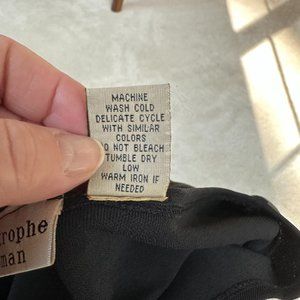 MACHINE
WASH COLD
DELICATE CYCLE
WITH SIMILAR
COLORS
DO NOT BLEACH
TUMBLE DRY
LOW
WARM IRON IF
NEEDED
rophe
man